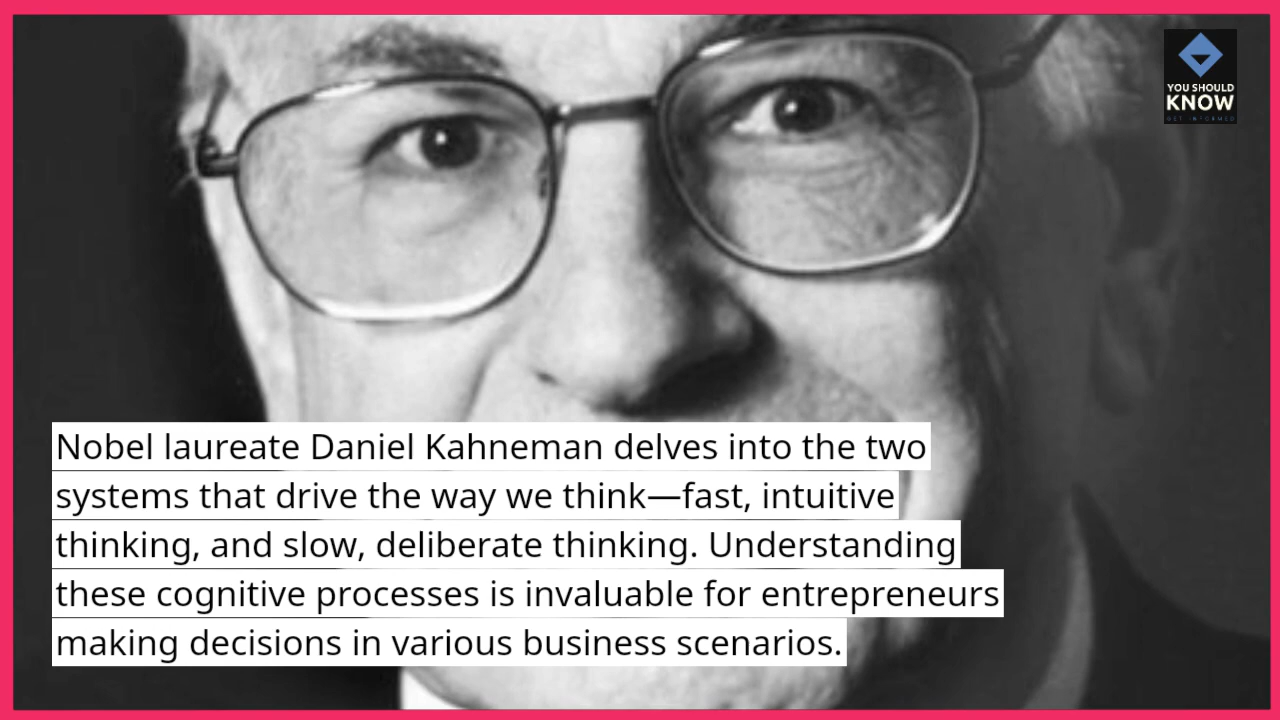 YOU SHOULD
KNOW
GET INFORMED
Nobel laureate Daniel Kahneman delves into the two
systems that drive the way we think—fast, intuitive
thinking, and slow, deliberate thinking. Understanding
these cognitive processes is invaluable for entrepreneurs
making decisions in various business scenarios.